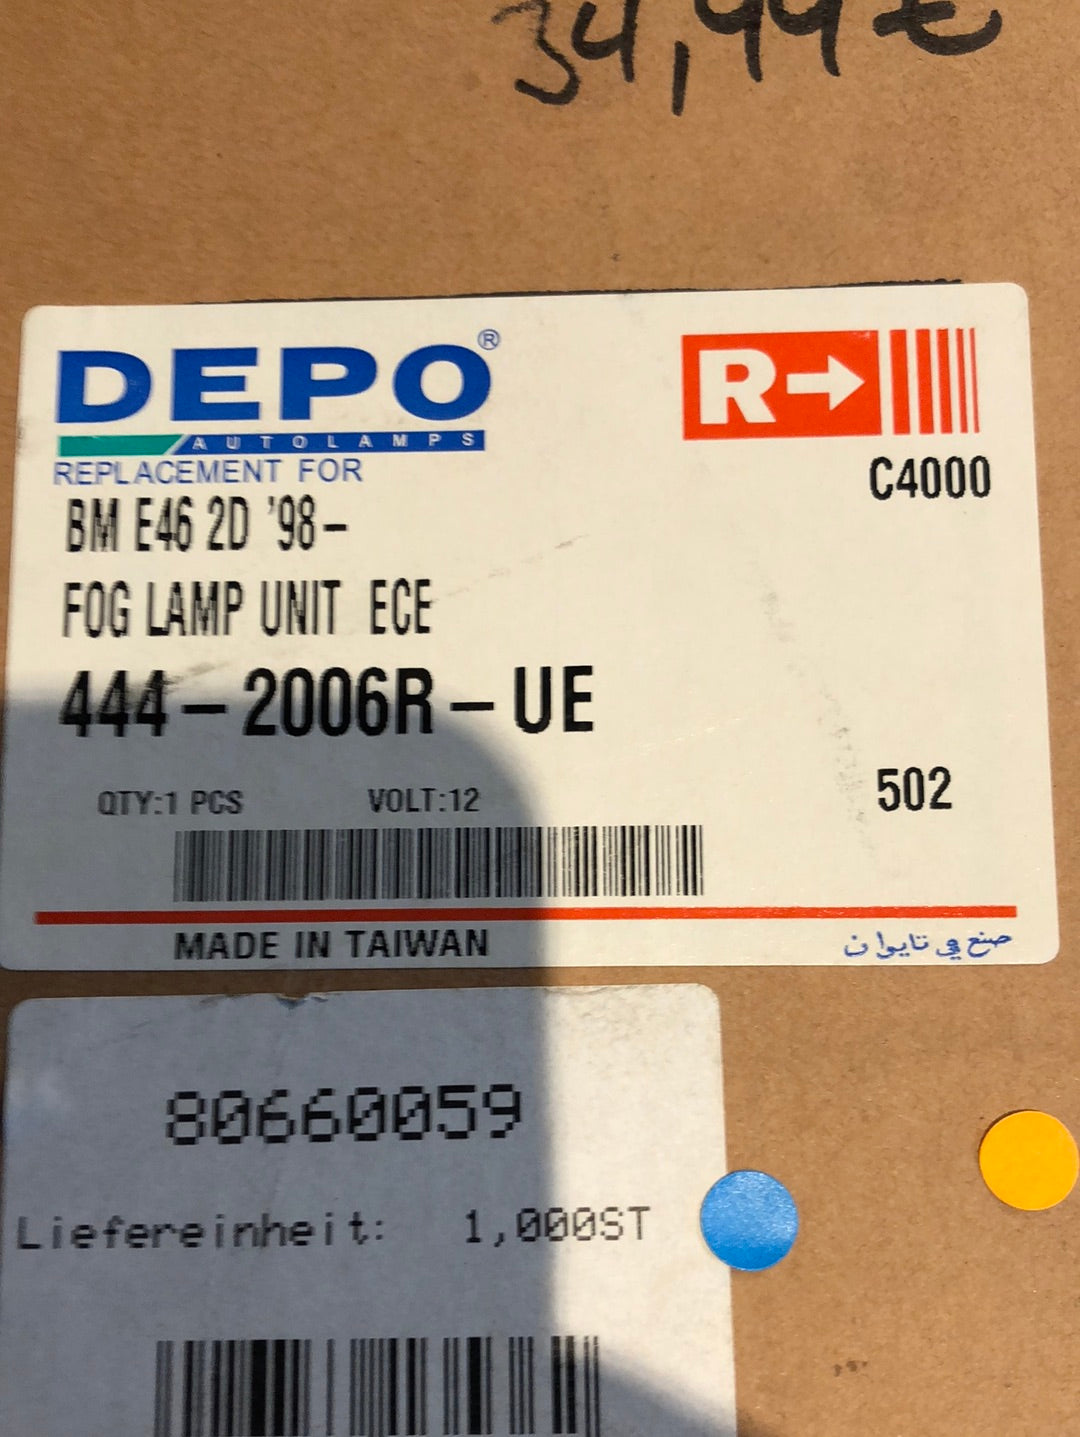 34,44€
DEPO®
AUTOLAMPS
REPLACEMENT FOR
R→
C4000
BM E46 2D '98-
FOG LAMP UNIT ECE
444-2006R-UE
502
QTY:1 PCS VOLT:12
MADE IN TAIWAN
صنع في تايوان
80660059
Liefereinheit: 1,000ST